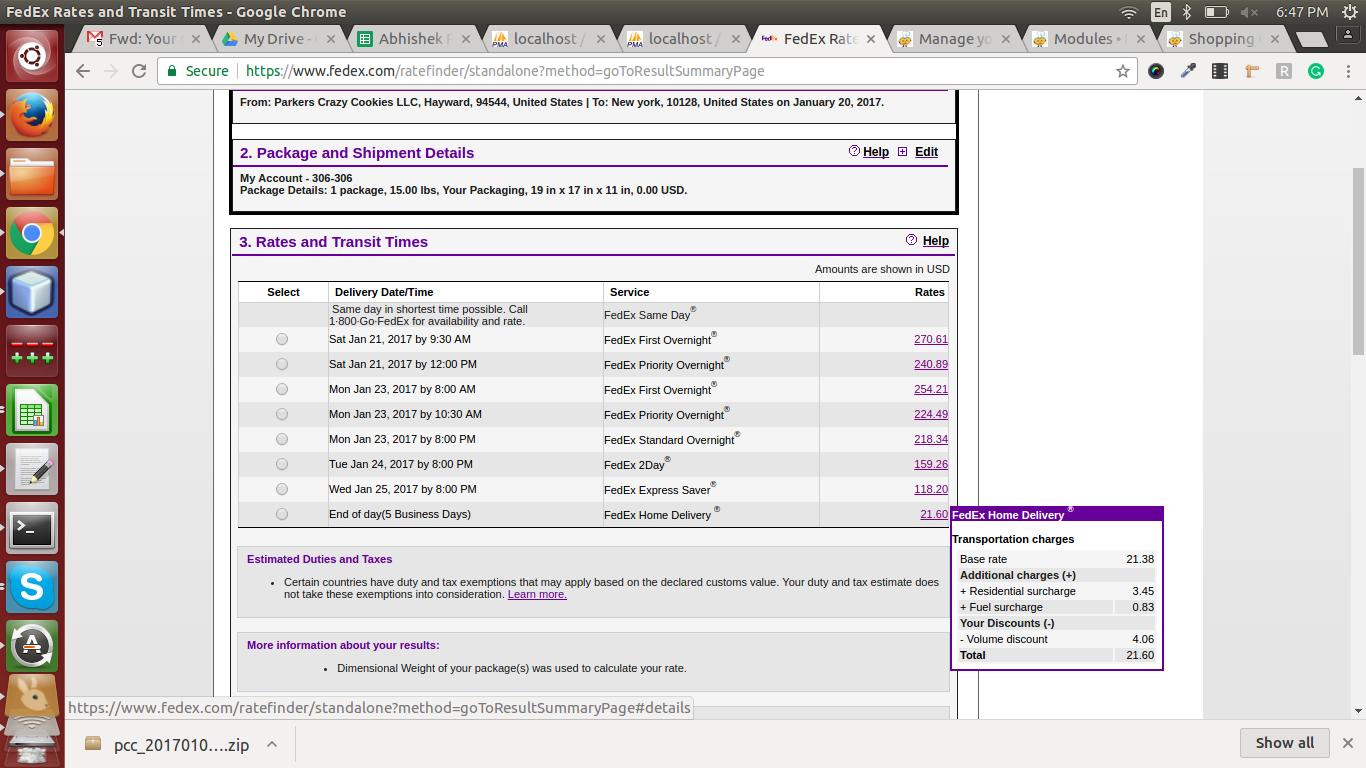 FedEx Rates and Transit Times - Google Chrome
En
6:47 PM
Fwd: Your
My Drive -
Abhishek
localhost /
localhost /
FedEx Rate
Manage yo
Modules •
Shopping
Secure
https://www.fedex.com/ratefinder/standalone?method=goToResultSummaryPage
From: Parkers Crazy Cookies LLC, Hayward, 94544, United States | To: New york, 10128, United States on January 20, 2017.
2. Package and Shipment Details
Help Edit
My Account - 306-306
Package Details: 1 package, 15.00 lbs, Your Packaging, 19 in x 17 in x 11 in, 0.00 USD.
3. Rates and Transit Times
Help
Amounts are shown in USD
Select Delivery Date/Time Service Rates
Same day in shortest time possible. Call
1·800·Go·FedEx for availability and rate.
FedEx Same Day®
Sat Jan 21, 2017 by 9:30 AM FedEx First Overnight® 270.61
Sat Jan 21, 2017 by 12:00 PM FedEx Priority Overnight® 240.89
Mon Jan 23, 2017 by 8:00 AM FedEx First Overnight® 254.21
Mon Jan 23, 2017 by 10:30 AM FedEx Priority Overnight® 224.49
Mon Jan 23, 2017 by 8:00 PM FedEx Standard Overnight® 218.34
Tue Jan 24, 2017 by 8:00 PM FedEx 2Day® 159.26
Wed Jan 25, 2017 by 8:00 PM FedEx Express Saver® 118.20
End of day(5 Business Days) FedEx Home Delivery ® 21.60
FedEx Home Delivery ®
Transportation charges
Base rate 21.38
Additional charges (+)
+ Residential surcharge 3.45
+ Fuel surcharge 0.83
Your Discounts (-)
- Volume discount 4.06
Total 21.60
Estimated Duties and Taxes
• Certain countries have duty and tax exemptions that may apply based on the declared customs value. Your duty and tax estimate does
not take these exemptions into consideration. Learn more.
More information about your results:
• Dimensional Weight of your package(s) was used to calculate your rate.
https://www.fedex.com/ratefinder/standalone?method=goToResultSummaryPage#details
pcc_2017010....zip
Show all